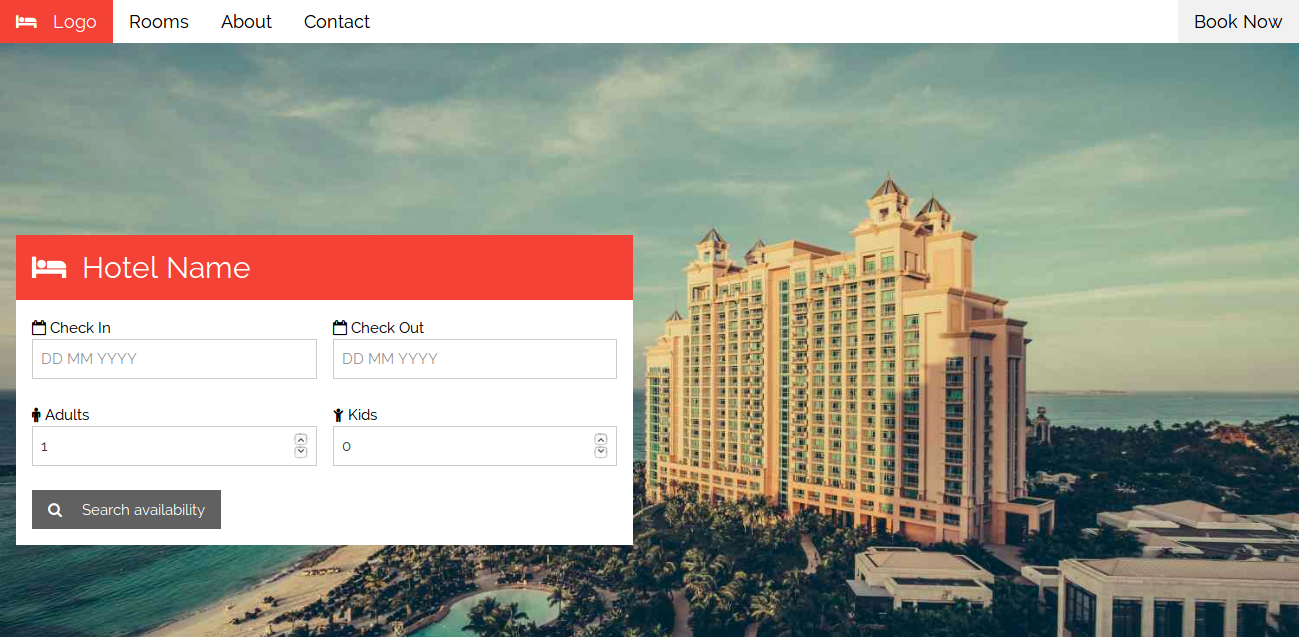 Logo Rooms About Contact Book Now
Hotel Name
Check In Check Out
DD MM YYYY DD MM YYYY
Adults Kids
1 0
Search availability